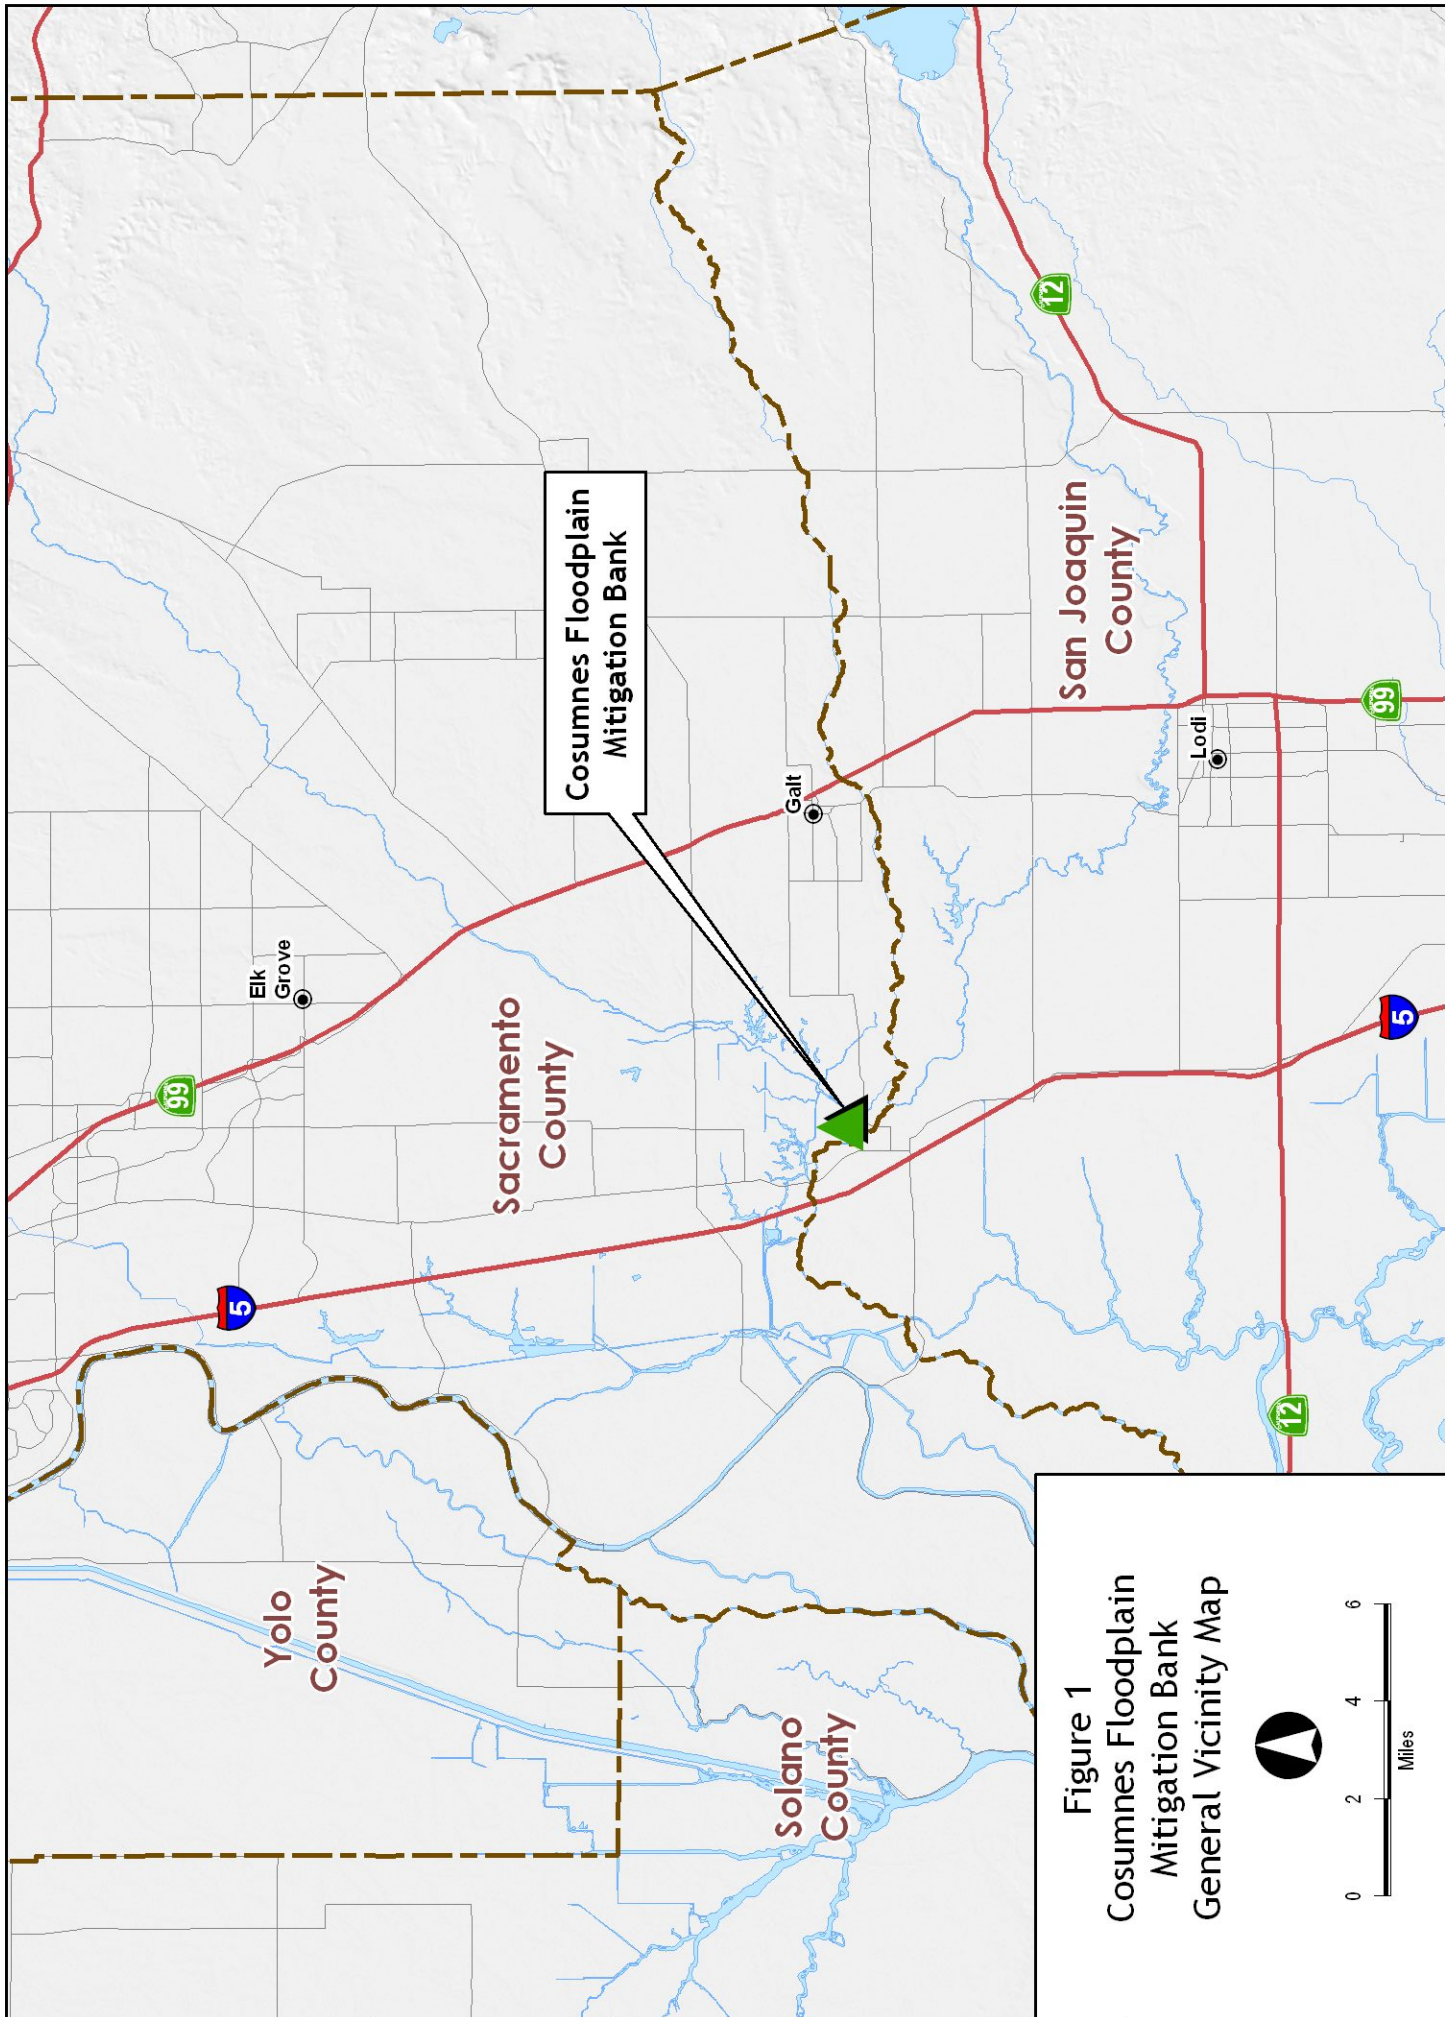 Elk
Grove
99
5
Sacramento
County
Cosumnes Floodplain
Mitigation Bank
Galt
12
San Joaquin
County
Lodi
99
5
12
Yolo
County
Solano
County
Figure 1
Cosumnes Floodplain
Mitigation Bank
General Vicinity Map
0 2 4 6
Miles